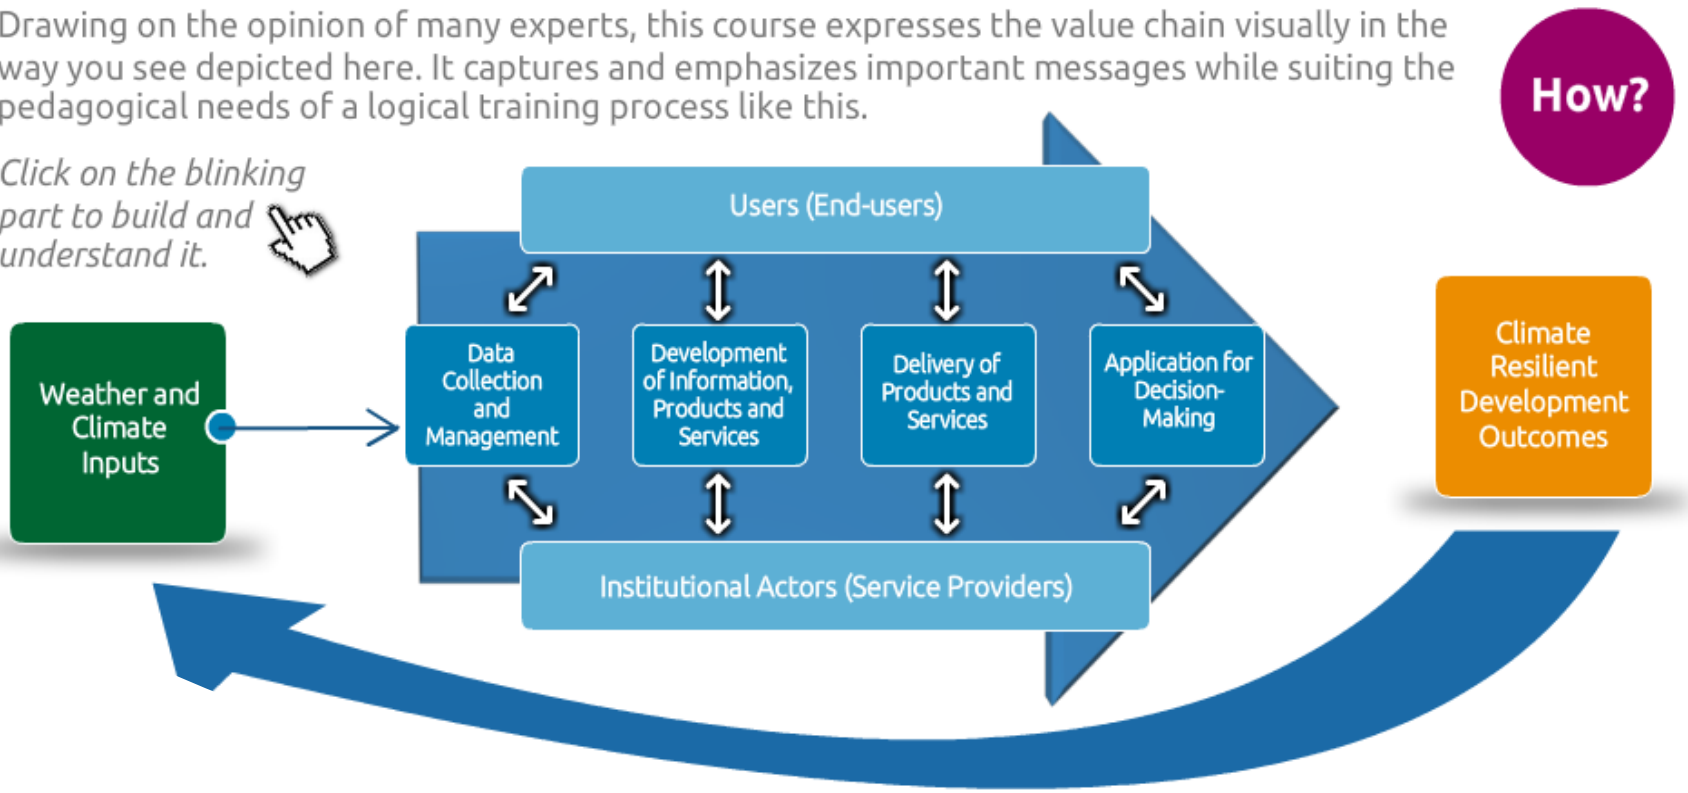 Drawing on the opinion of many experts, this course expresses the value chain visually in the
way you see depicted here. It captures and emphasizes important messages while suiting the
pedagogical needs of a logical training process like this.
How?
Click on the blinking
part to build and
understand it.
Users (End-users)
Weather and
Climate
Inputs
Data
Collection
and
Management
Development
of Information,
Products and
Services
Delivery of
Products and
Services
Application for
Decision-
Making
Climate
Resilient
Development
Outcomes
Institutional Actors (Service Providers)